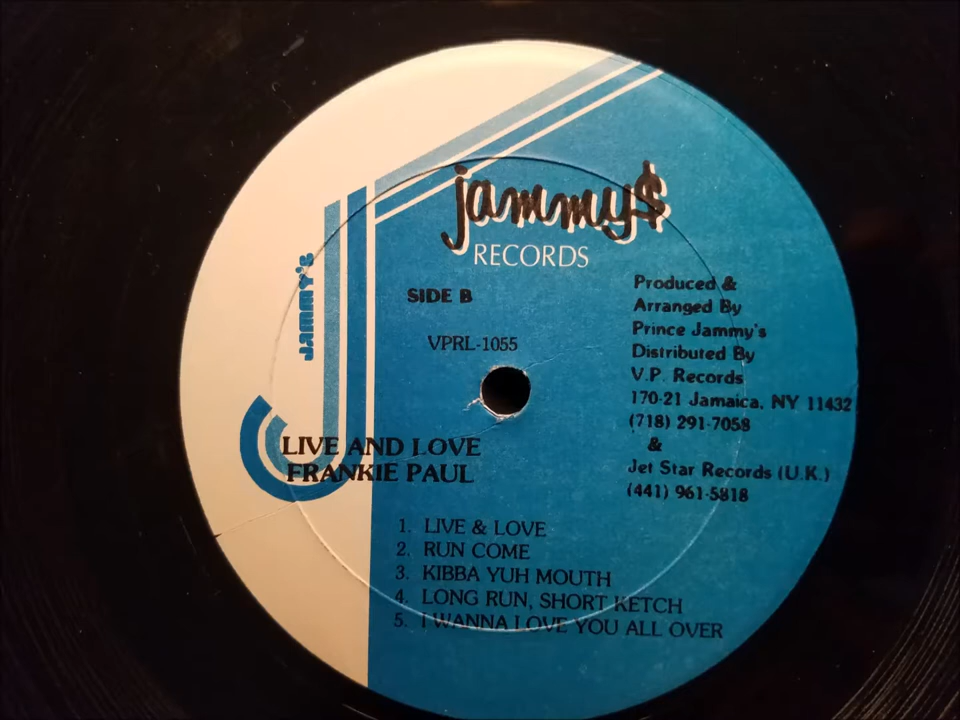 jammy$
RECORDS
JAMMY'S
SIDE B
VPRL-1055
Produced &
Arranged By
Prince Jammy's
Distributed By
V.P. Records
170-21 Jamaica, NY 11432
(718) 291-7058
&
Jet Star Records (U.K.)
(441) 961-5818
LIVE AND LOVE
FRANKIE PAUL
1. LIVE & LOVE
2. RUN COME
3. KIBBA YUH MOUTH
4. LONG RUN, SHORT KETCH
5. I WANNA LOVE YOU ALL OVER